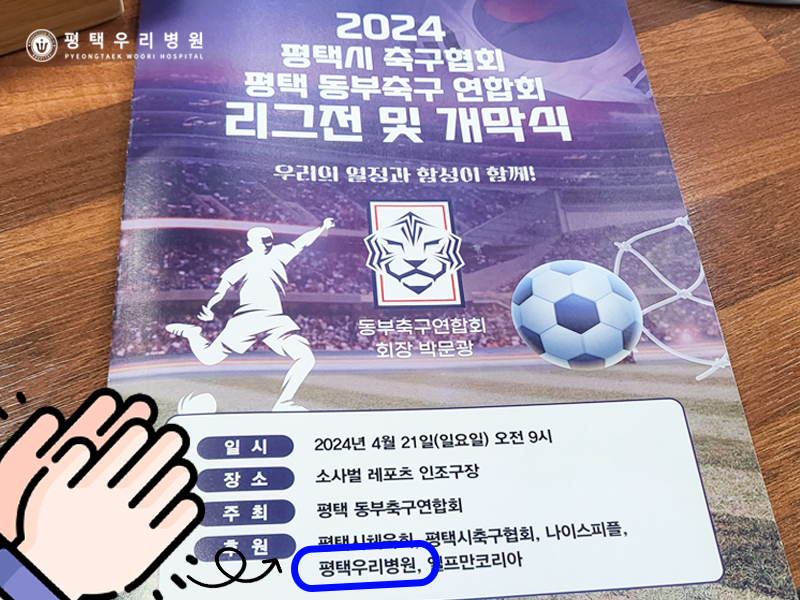 평택우리병원
PYEONGTAEK WOORI HOSPITAL
2024
평택시 축구협회
평택 동부축구 연합회
리그전 및 개막식
우리의 열정과 함성이 함께!
동부축구연합회
회장 박문광
일 시 2024년 4월 21일(일요일) 오전 9시
장 소 소사벌 레포츠 인조구장
주 최 평택 동부축구연합회
후 원 평택시체육회, 평택시축구협회, 나이스피플,
평택우리병원, 엘프만코리아